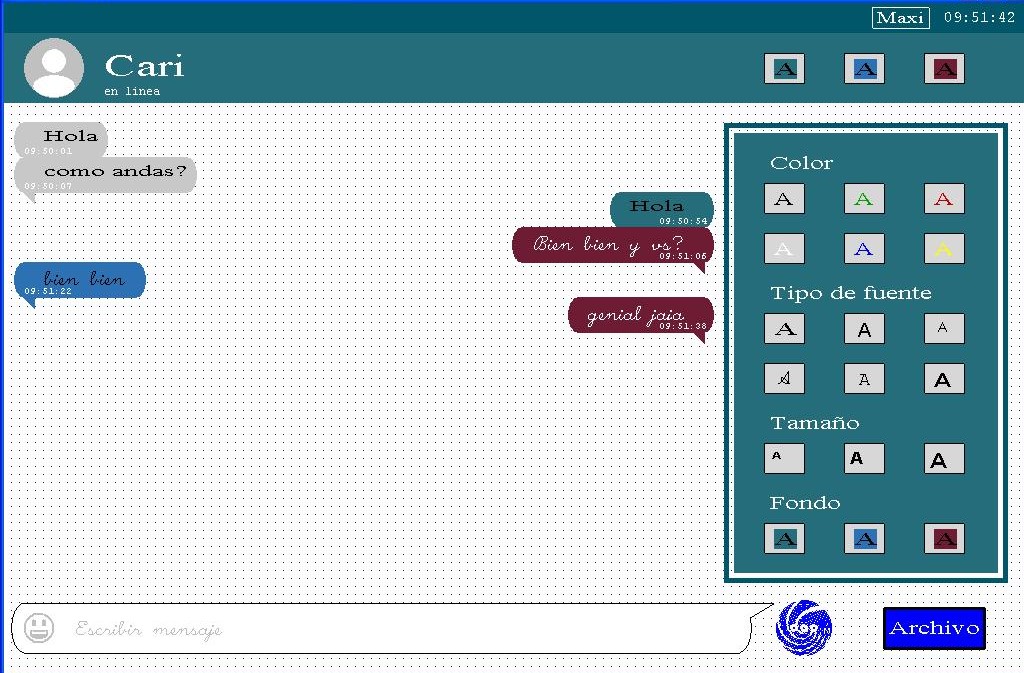 Maxi 09:51:42
Cari
en linea
A A A
Hola
09:50:01
como andas?
09:50:07
Hola
09:50:54
Bien bien y vs?
09:51:06
bien bien
09:51:22
genial jaja
09:51:38
Color
A A A
A A A
Tipo de fuente
A A A
A A A
Tamaño
A A A
Fondo
A A A
Escribir mensaje
Archivo